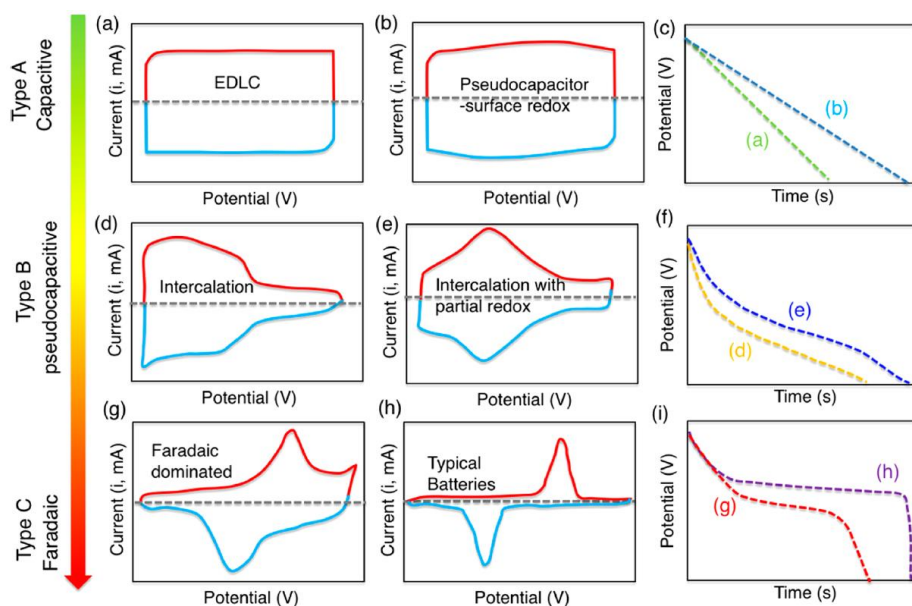 Type A
Capacitive
(a)
Current (i, mA)
EDLC
Potential (V)
(b)
Current (i, mA)
Pseudocapacitor
-surface redox
Potential (V)
(c)
Potential (V)
(b)
(a)
Time (s)
Type B
pseudocapacitive
(d)
Current (i, mA)
Intercalation
Potential (V)
(e)
Current (i, mA)
Intercalation with
partial redox
Potential (V)
(f)
Potential (V)
(e)
(d)
Time (s)
Type C
Faradaic
(g)
Current (i, mA)
Faradaic
dominated
Potential (V)
(h)
Current (i, mA)
Typical
Batteries
Potential (V)
(i)
Potential (V)
(h)
(g)
Time (s)